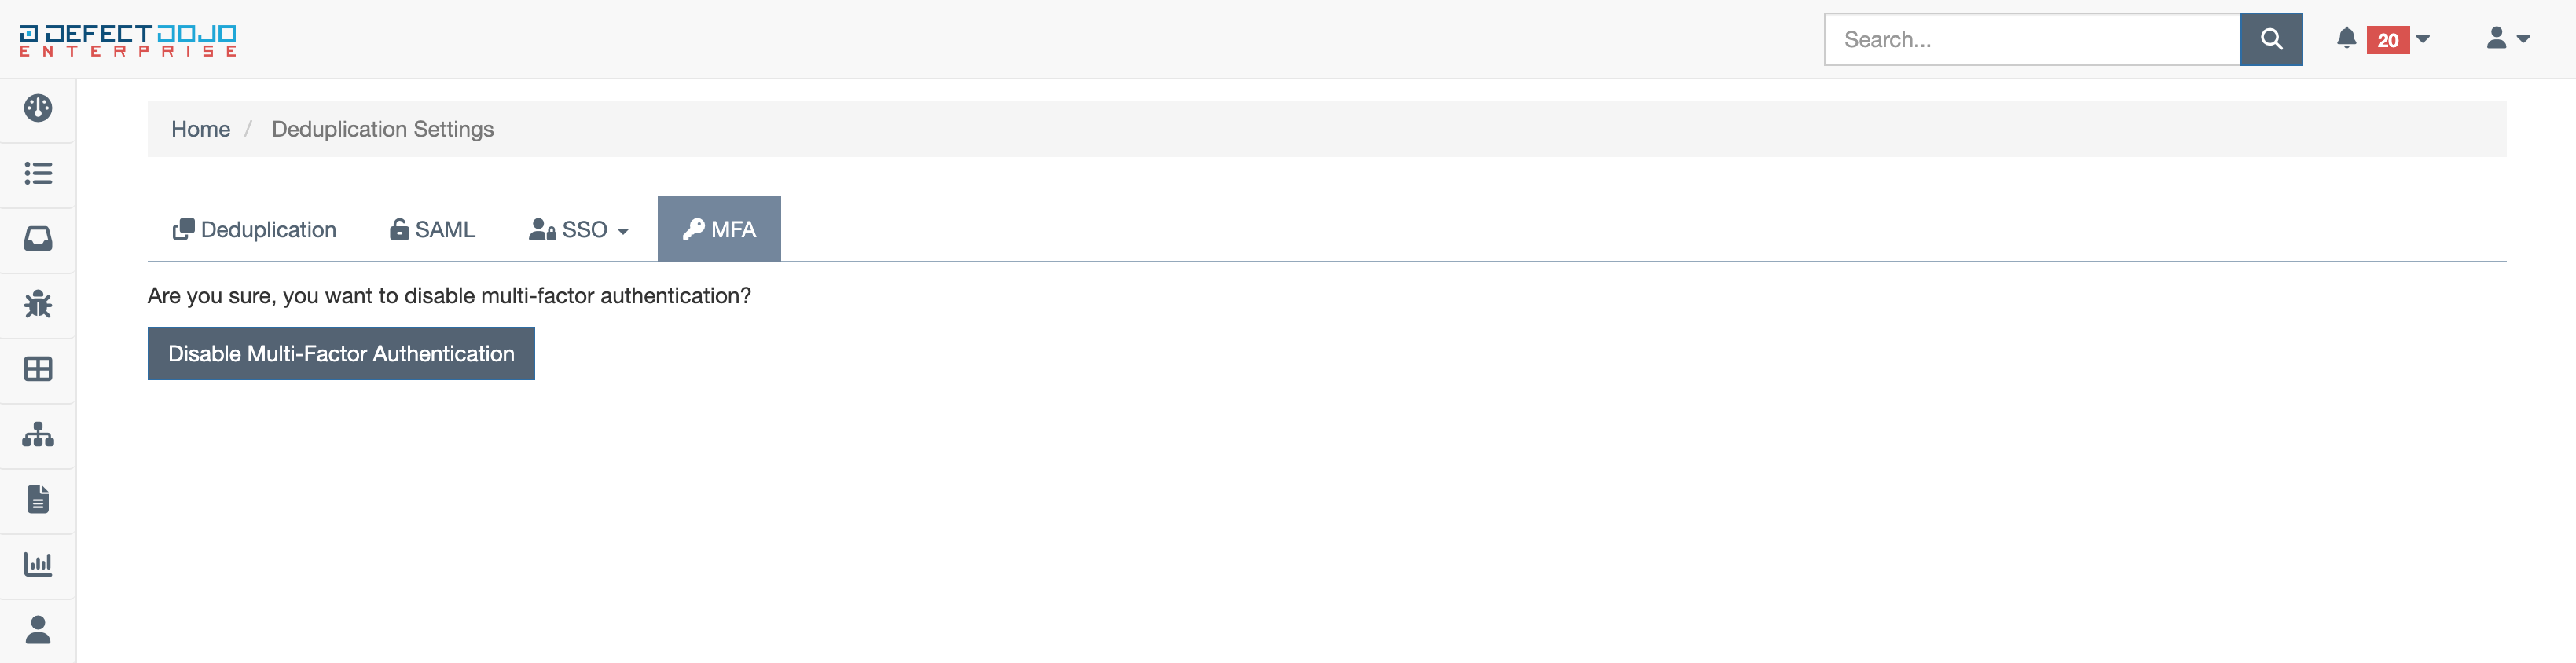 DEFECTDOJO
ENTERPRISE
Search...
20
Home / Deduplication Settings
Deduplication SAML SSO MFA
Are you sure, you want to disable multi-factor authentication?
Disable Multi-Factor Authentication